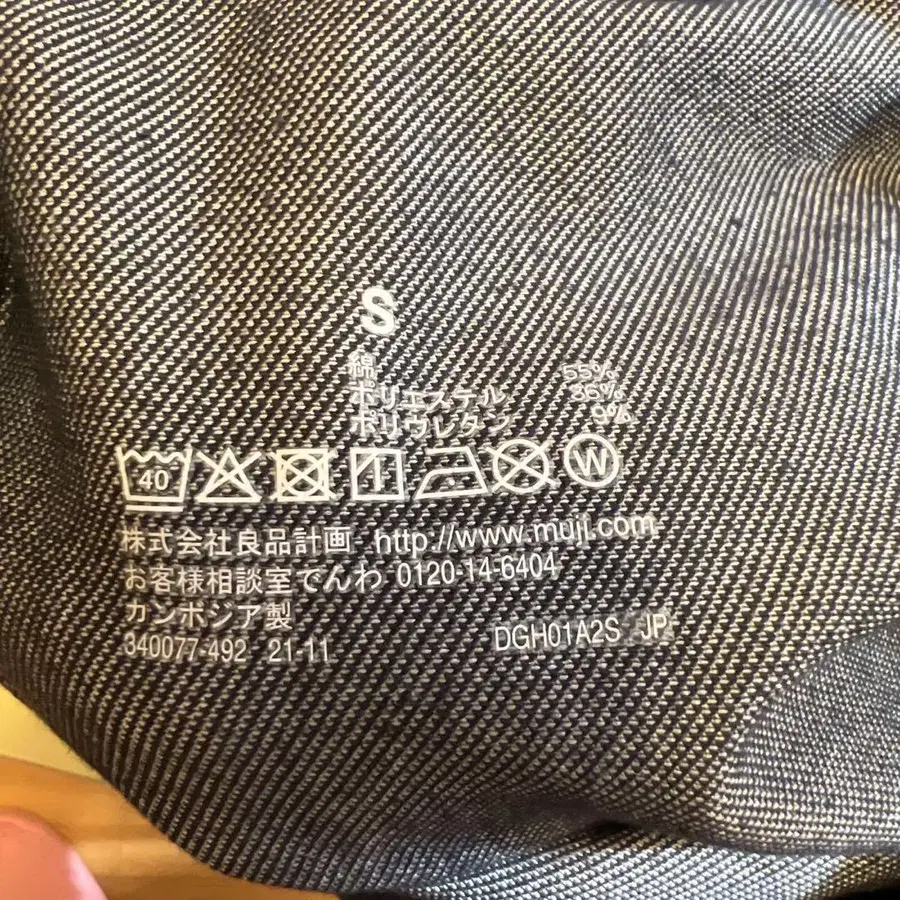 S
綿 55%
ポリエステル 36%
ポリウレタン 9%
40 W
株式会社良品計画 http://www.muji.com
お客様相談室でんわ 0120-14-6404
カンボジア製
340077-492 21-11 DGH01A2S JP